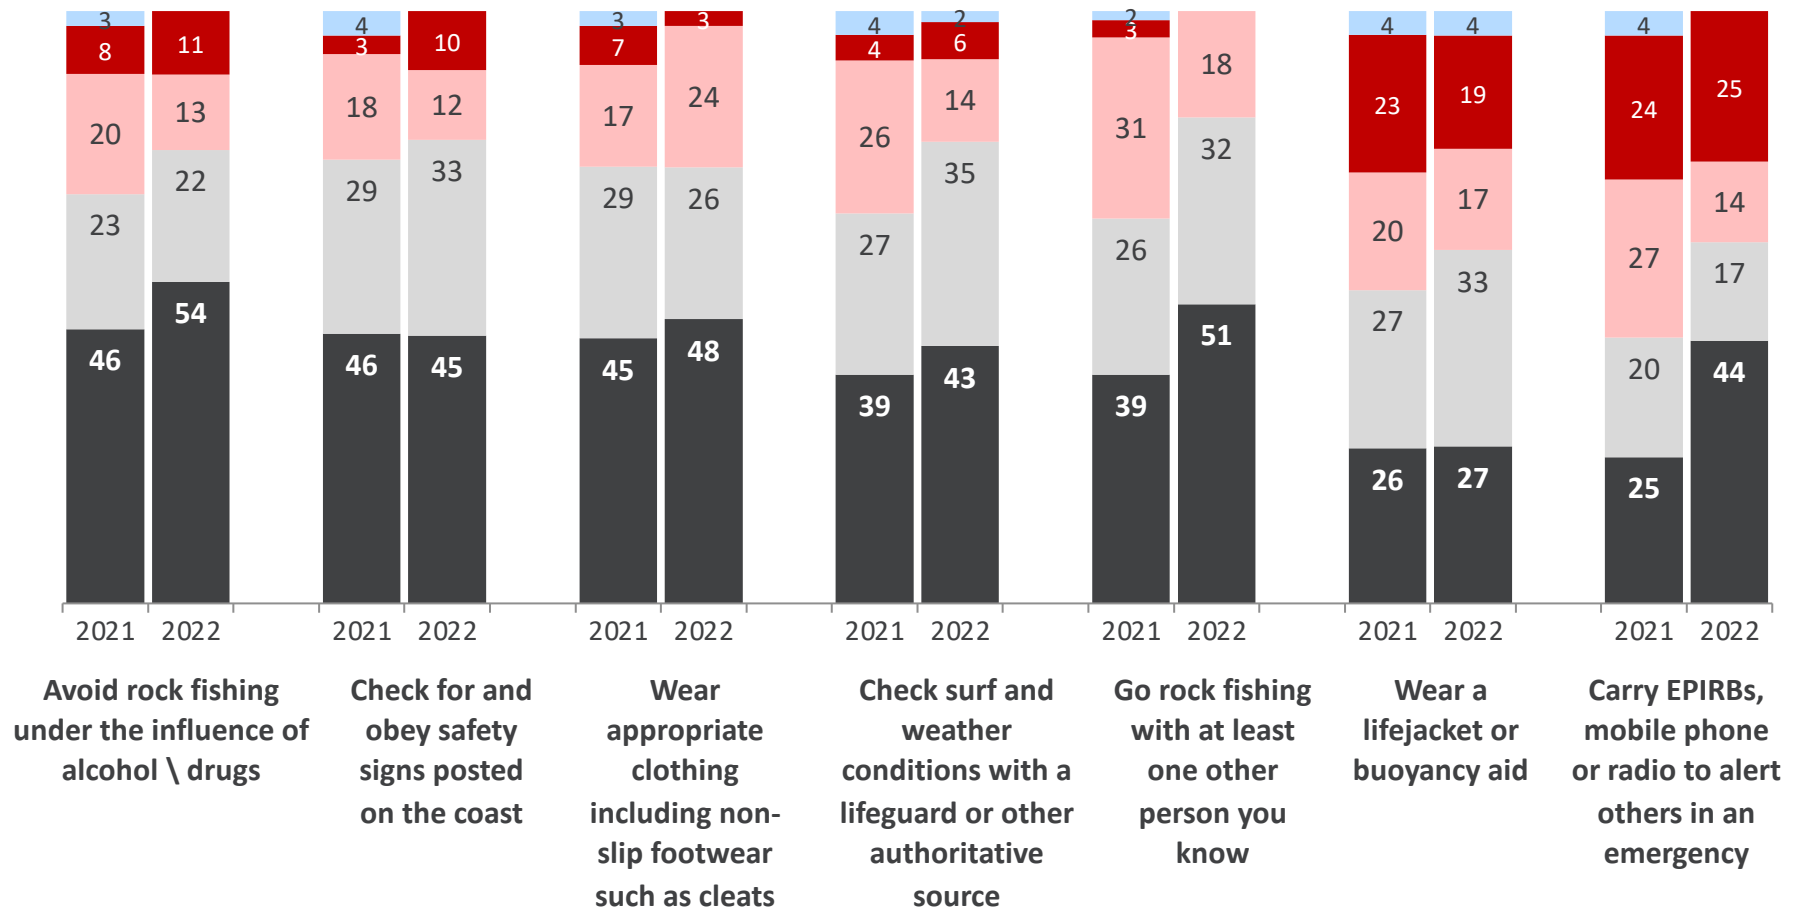 3 4 3 4 2 2 4 4 4
8 11 3 10 7 3 4 6 3 23 19 24 25
20 13 18 12 17 24 26 14 31 18 20 17 27 14
23 22 29 33 29 26 27 35 26 32 27 33 20 17
46 54 46 45 45 48 39 43 39 51 26 27 25 44
2021 2022 2021 2022 2021 2022 2021 2022 2021 2022 2021 2022 2021 2022
Avoid rock fishing
under the influence of
alcohol \ drugs
Check for and
obey safety
signs posted
on the coast
Wear
appropriate
clothing
including non-
slip footwear
such as cleats
Check surf and
weather
conditions with a
lifeguard or other
authoritative
source
Go rock fishing
with at least
one other
person you
know
Wear a
lifejacket or
buoyancy aid
Carry EPIRBs,
mobile phone
or radio to alert
others in an
emergency